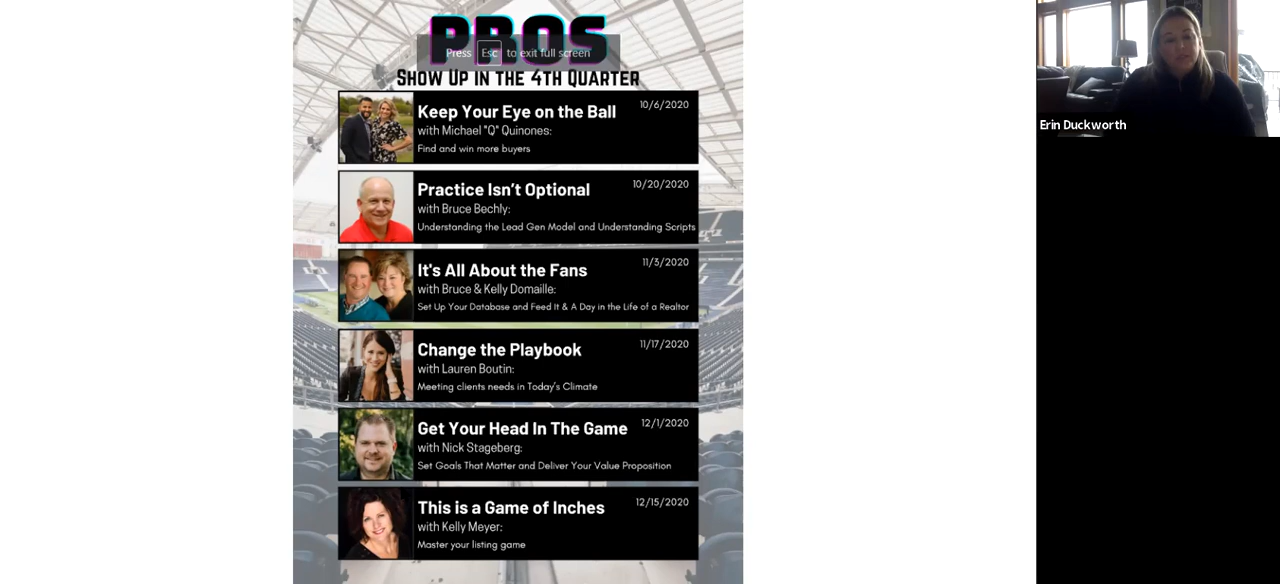 PROS
Press Esc to exit full screen
Show Up in the 4th Quarter
Keep Your Eye on the Ball 10/6/2020
with Michael "Q" Quinones:
Find and win more buyers
Practice Isn't Optional 10/20/2020
with Bruce Bechly:
Understanding the Lead Gen Model and Understanding Scripts
It's All About the Fans 11/3/2020
with Bruce & Kelly Domaille:
Set Up Your Database and Feed It & A Day in the Life of a Realtor
Change the Playbook 11/17/2020
with Lauren Boutin:
Meeting clients needs in Today's Climate
Get Your Head In The Game 12/1/2020
with Nick Stageberg:
Set Goals That Matter and Deliver Your Value Proposition
This is a Game of Inches 12/15/2020
with Kelly Meyer:
Master your listing game
Erin Duckworth